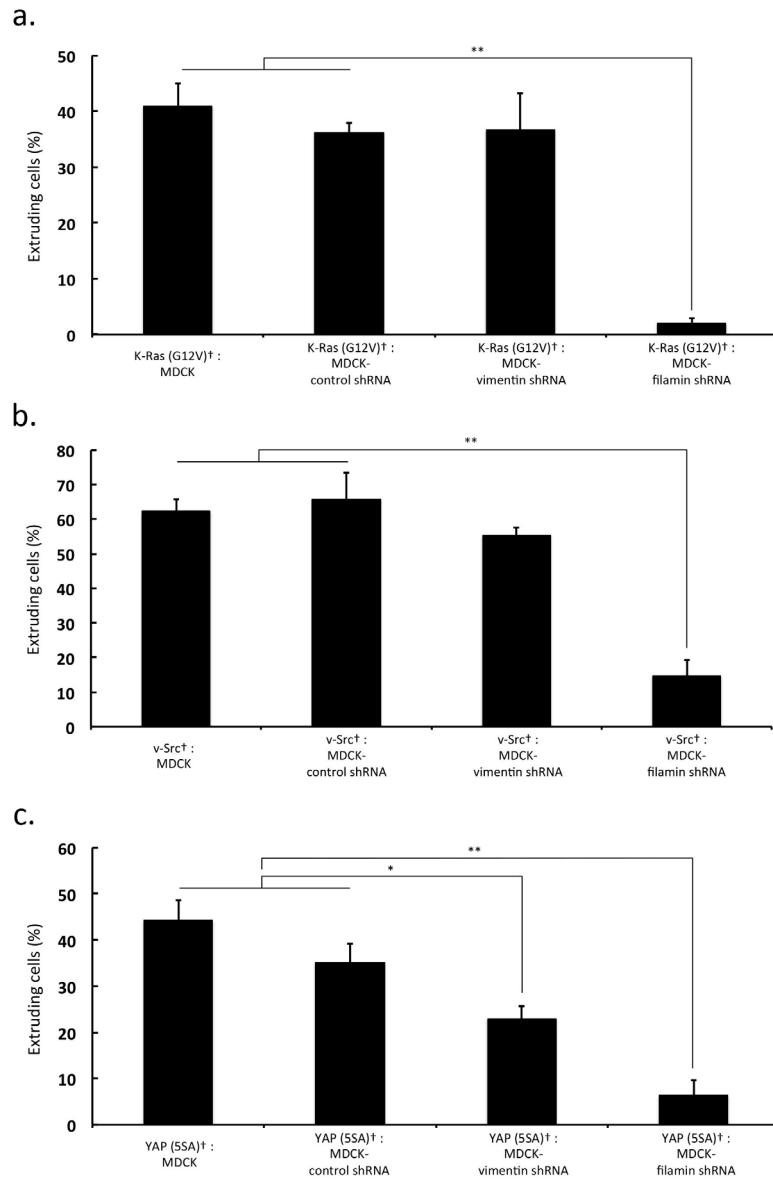 a.
**
50
40
30
20
10
0
Extruding cells (%)
K-Ras (G12V)† :
MDCK
K-Ras (G12V)† :
MDCK-
control shRNA
K-Ras (G12V)† :
MDCK-
vimentin shRNA
K-Ras (G12V)† :
MDCK-
filamin shRNA
b.
**
80
70
60
50
40
30
20
10
0
Extruding cells (%)
v-Src† :
MDCK
v-Src† :
MDCK-
control shRNA
v-Src† :
MDCK-
vimentin shRNA
v-Src† :
MDCK-
filamin shRNA
c.
**
*
60
50
40
30
20
10
0
Extruding cells (%)
YAP (5SA)† :
MDCK
YAP (5SA)† :
MDCK-
control shRNA
YAP (5SA)† :
MDCK-
vimentin shRNA
YAP (5SA)† :
MDCK-
filamin shRNA